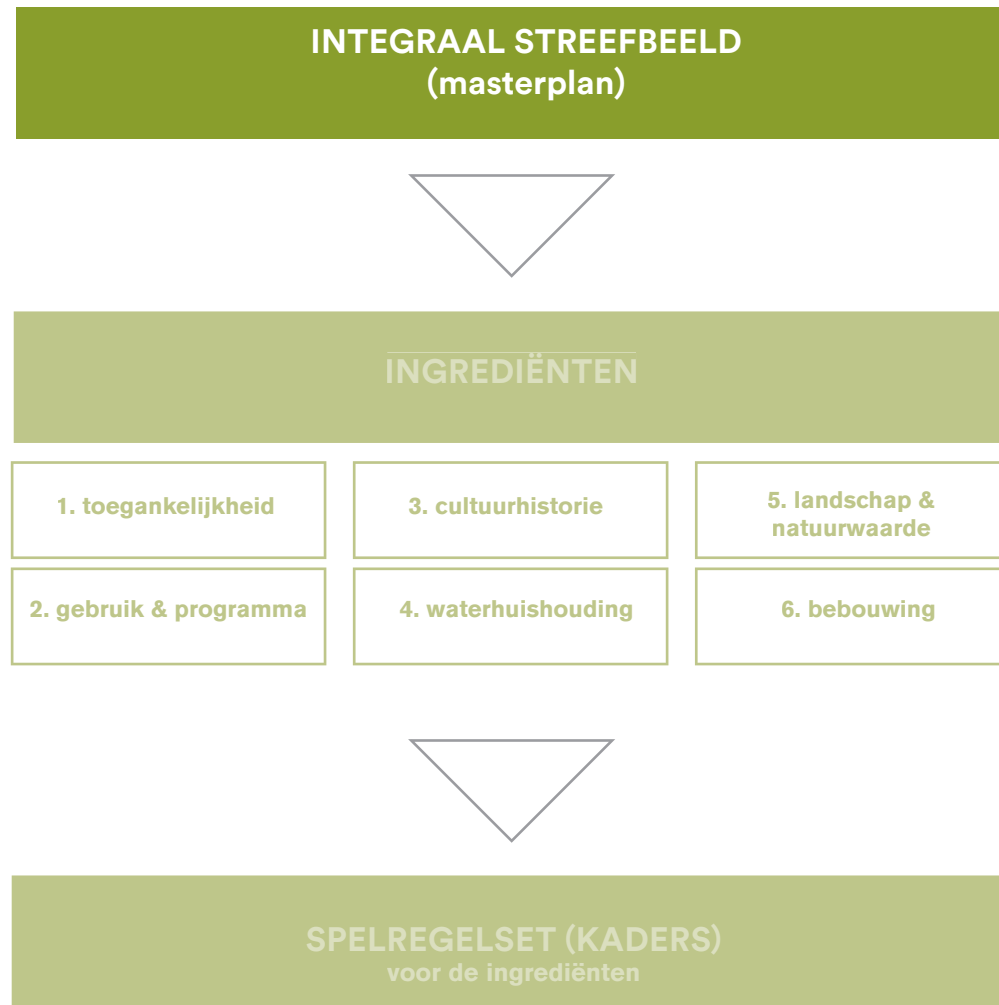 INTEGRAAL STREEFBEELD
(masterplan)
INGREDIËNTEN
1. toegankelijkheid
3. cultuurhistorie
5. landschap &
natuurwaarde
2. gebruik & programma
4. waterhuishouding
6. bebouwing
SPELREGELSET (KADERS)
voor de ingrediënten